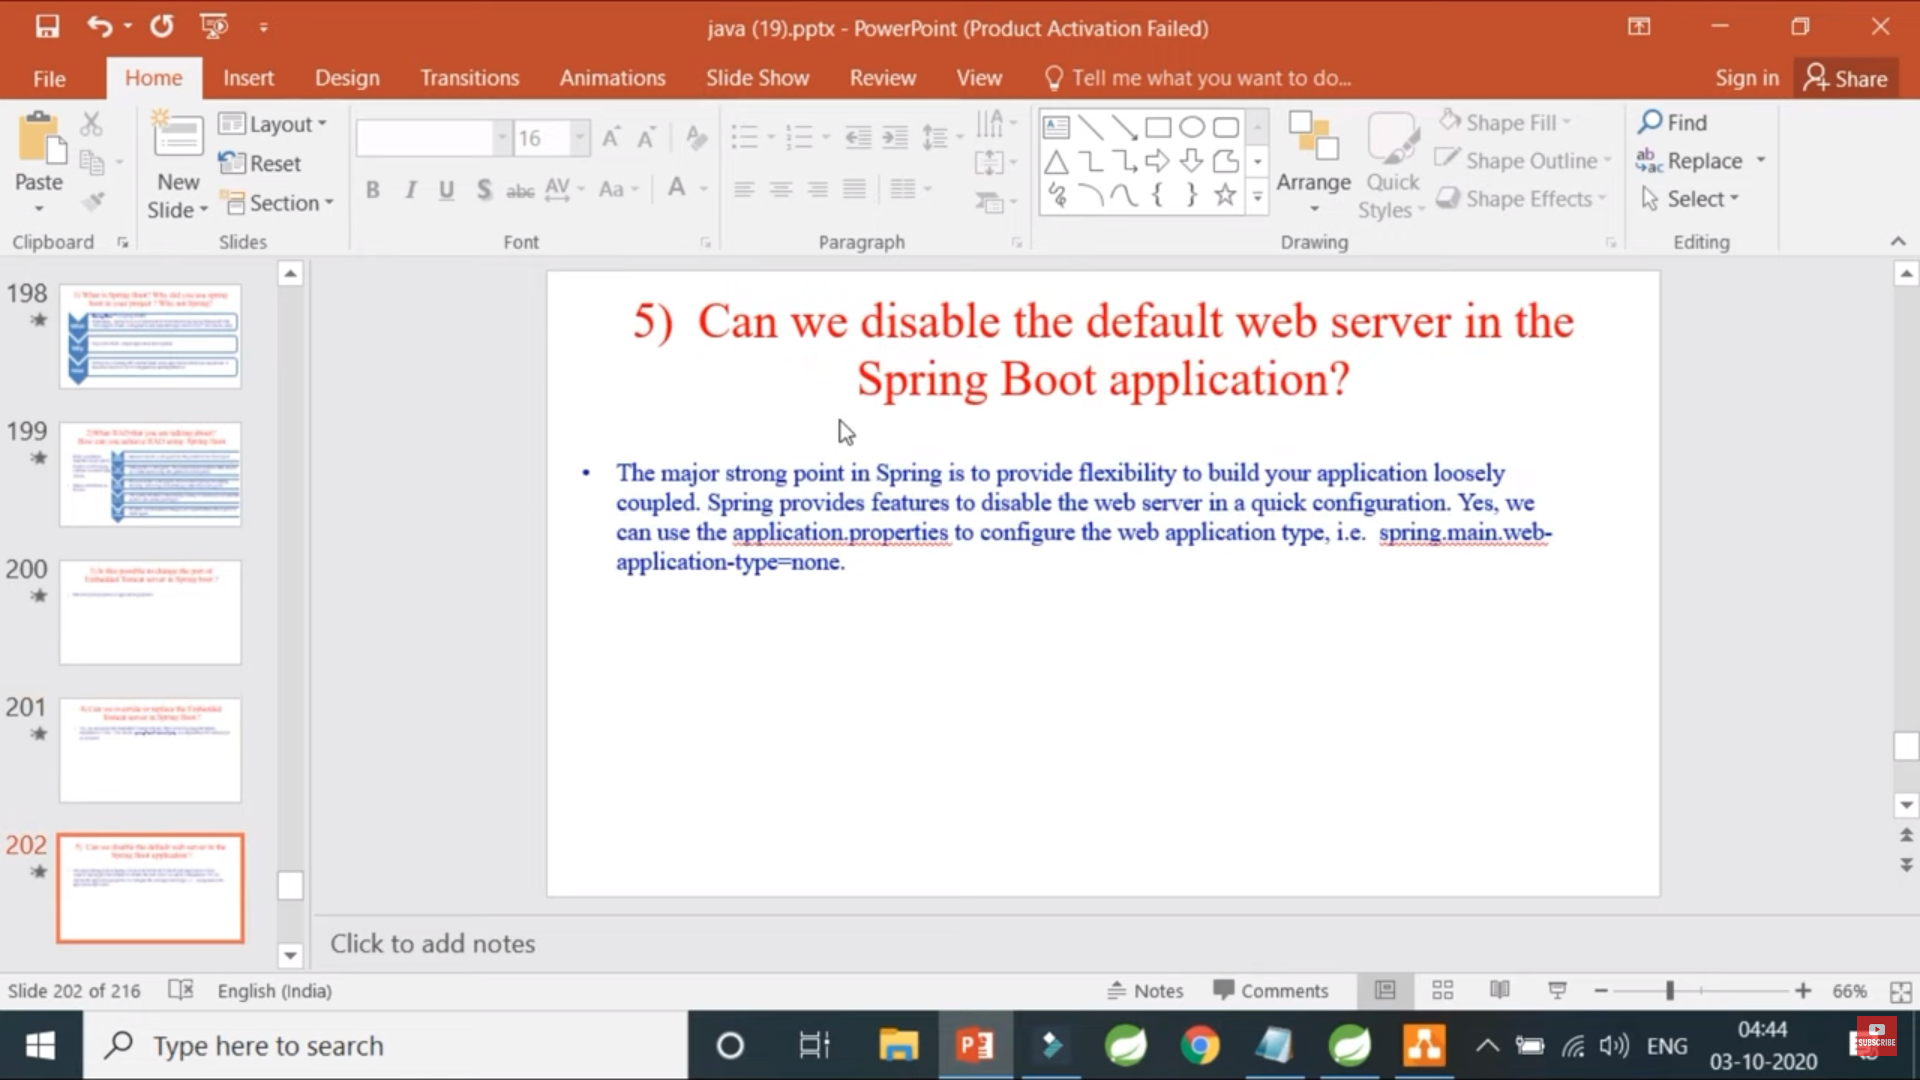 java (19).pptx - PowerPoint (Product Activation Failed)
File Home Insert Design Transitions Animations Slide Show Review View Tell me what you want to do... Sign in Share
Paste
New Slide
Layout
Reset
Section
16
B I U S abc AV Aa A
Arrange
Quick Styles
Shape Fill
Shape Outline
Shape Effects
Find
Replace
Select
Clipboard Slides Font Paragraph Drawing Editing
198
199
200
201
202
5) Can we disable the default web server in the
Spring Boot application?
• The major strong point in Spring is to provide flexibility to build your application loosely
coupled. Spring provides features to disable the web server in a quick configuration. Yes, we
can use the application.properties to configure the web application type, i.e. spring.main.web-
application-type=none.
Click to add notes
Slide 202 of 216 English (India) Notes Comments 66%
Type here to search
ENG
04:44
03-10-2020
SUBSCRIBE